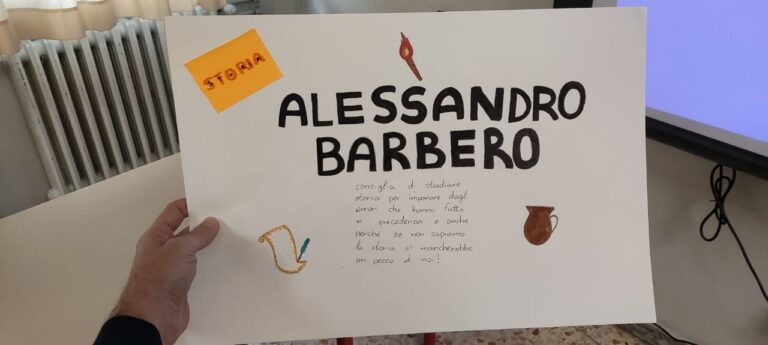 STORIA
ALESSANDRO
BARBERO
consiglia di studiare
storia per imparare dagli
errori che hanno fatto
in precedenza e anche
perché se non sapiamo
la storia ci mancherebbe
un pezzo di noi!